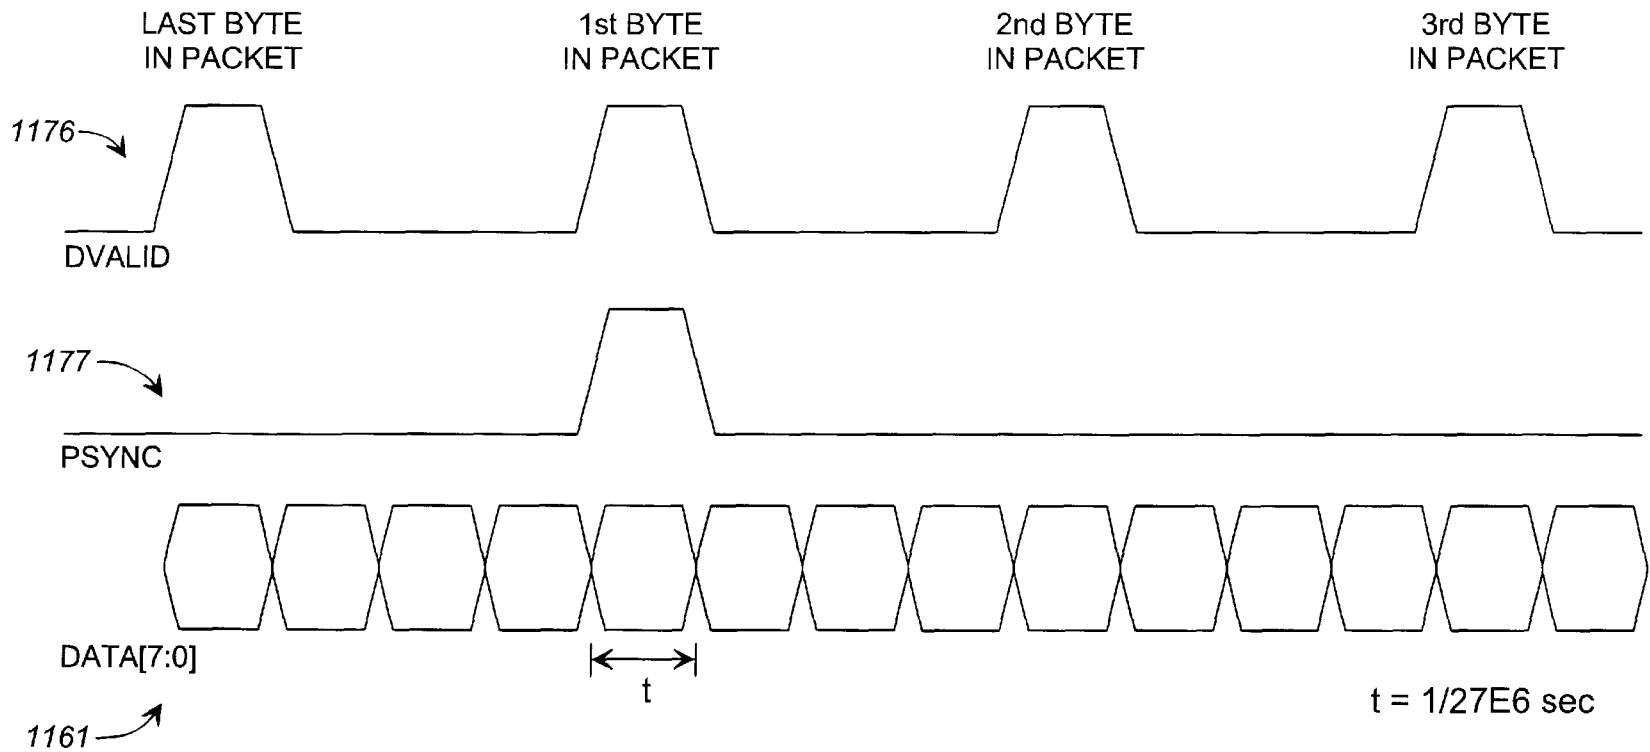 LAST BYTE
IN PACKET
1st BYTE
IN PACKET
2nd BYTE
IN PACKET
3rd BYTE
IN PACKET
1176
DVALID
1177
PSYNC
DATA[7:0]
t
t = 1/27E6 sec
1161